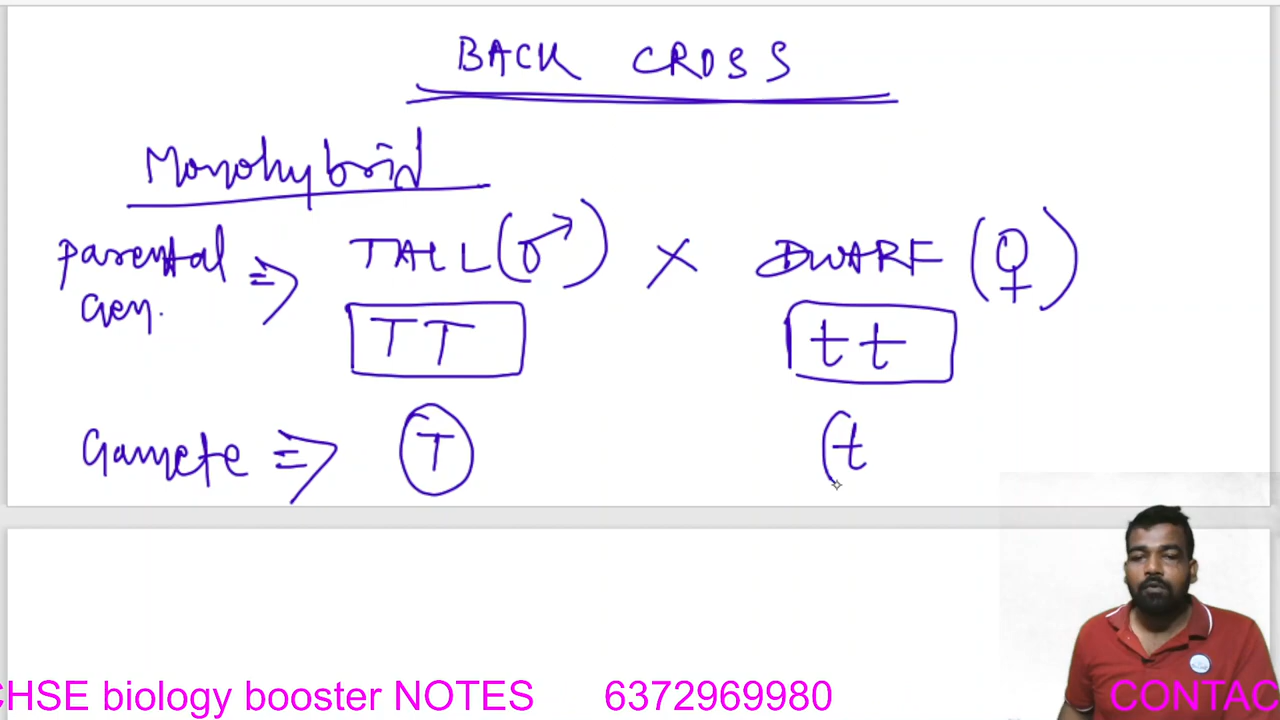 BACK CROSS
Monohybrid
Parental => TALL (♂) X DWARF (♀)
Gen.
TT tt
Gamete => T (t
CHSE biology booster NOTES 6372969980 CONTAC